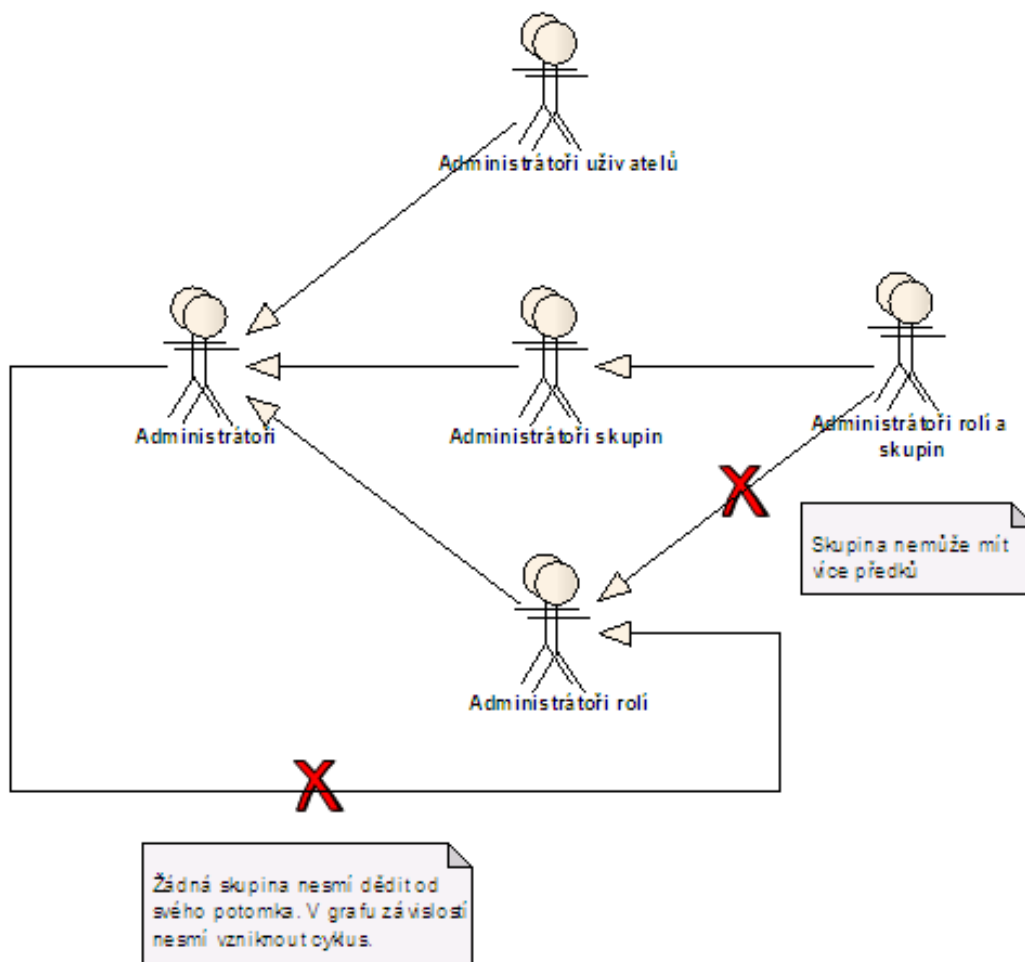 Administrátoři uživatelů
Administrátoři
Administrátoři skupin
Administrátoři rolí a
skupin
Skupina nemůže mít
více předků
Administrátoři rolí
Žádná skupina nesmí dědit od
svého potomka. V grafu závislostí
nesmí vzniknout cyklus.